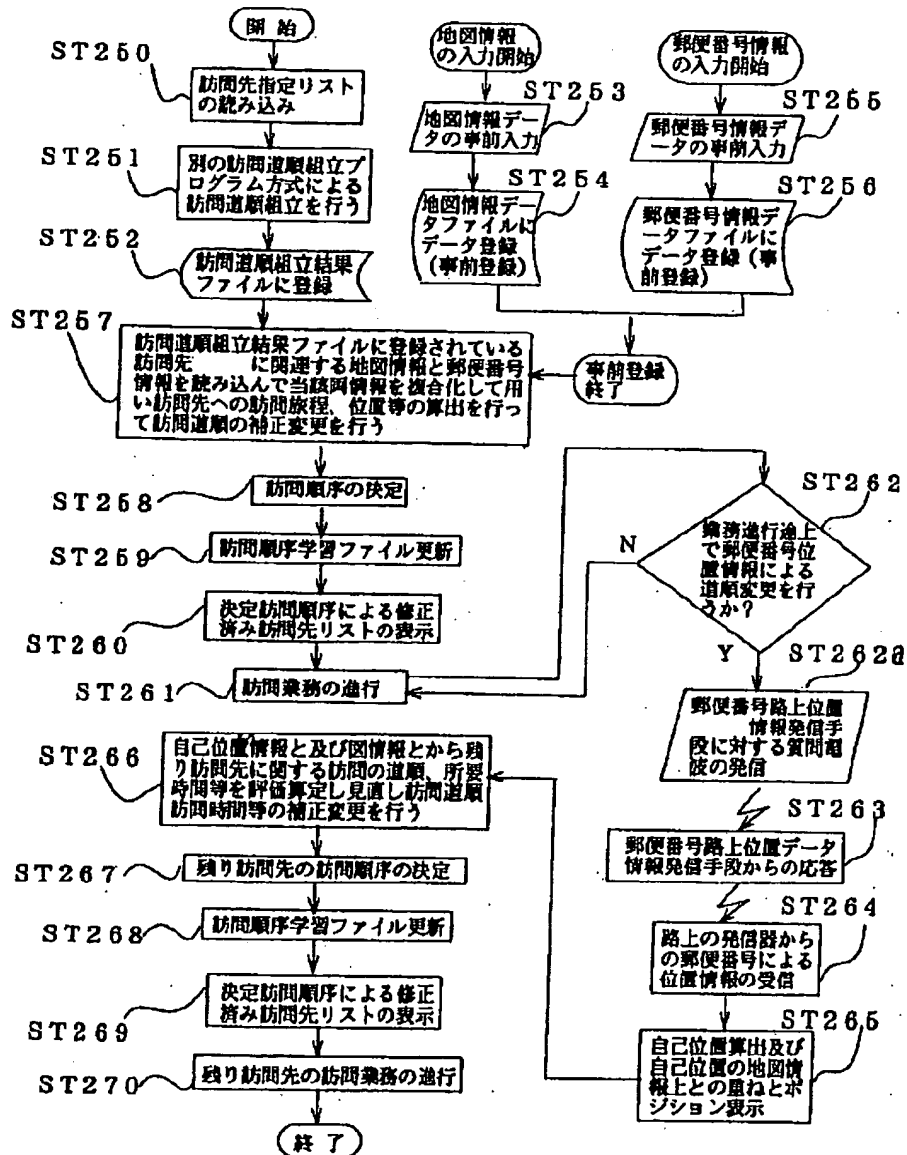 開始
ST250
訪問先指定リスト
の読み込み
ST251
別の訪問道順組立プ
ログラム方式による
訪問道順組立を行う
ST252
訪問道順組立結果
ファイルに登録
地図情報
の入力開始
ST253
地図情報デー
タの事前入力
ST254
地図情報デー
タファイルに
データ登録
(事前登録)
郵便番号情報
の入力開始
ST255
郵便番号情報デ
ータの事前入力
ST256
郵便番号情報デ
ータファイルに
データ登録(事
前登録)
事前登録
終了
ST257
訪問道順組立結果ファイルに登録されている
訪問先 に関連する地図情報と郵便番号
情報を読み込んで当該両情報を複合化して用
い訪問先への訪問旅程、位置等の算出を行っ
て訪問道順の補正変更を行う
ST258
訪問順序の決定
ST259
訪問順序学習ファイル更新
ST260
決定訪問順序による修正
済み訪問先リストの表示
ST261
訪問業務の進行
ST262
業務進行途上
で郵便番号位
置情報による
道順変更を行
うか?
N
Y
ST262a
郵便番号路上位置
情報発信手
段に対する質問電
波の発信
ST263
郵便番号路上位置データ
情報発信手段からの応答
ST264
路上の発信器から
の郵便番号による
位置情報の受信
ST265
自己位置算出及び
自己位置の地図情
報上との重ねとポ
ジション表示
ST266
自己位置情報と及び図情報とから残
り訪問先に関する訪問の道順、所要
時間等を評価算定し見直し訪問道順
訪問時間等の補正変更を行う
ST267
残り訪問先の訪問順序の決定
ST268
訪問順序学習ファイル更新
ST269
決定訪問順序による修正
済み訪問先リストの表示
ST270
残り訪問先の訪問業務の進行
終了